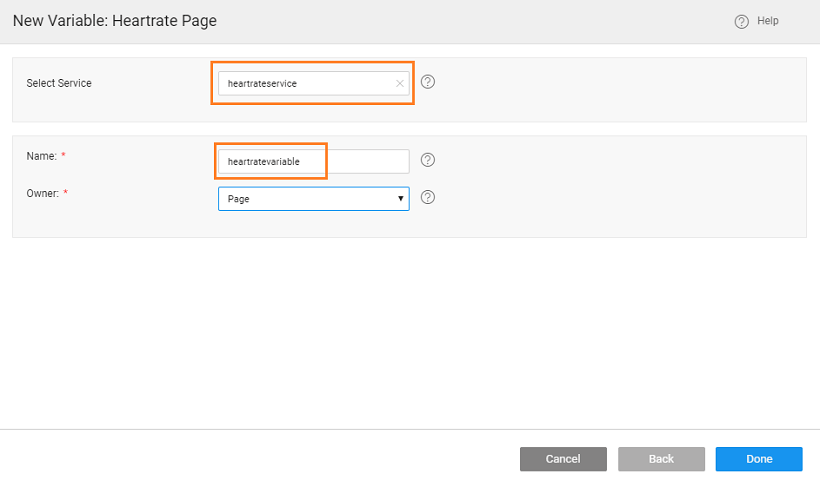 New Variable: Heartrate Page
? Help
Select Service
heartrateservice
?
Name: *
heartratevariable
?
Owner: *
Page
?
Cancel
Back
Done